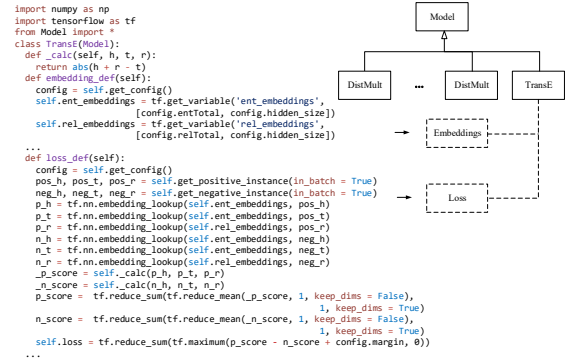 import numpy as np
import tensorflow as tf
from Model import *
class TransE(Model):
  def _calc(self, h, t, r):
    return abs(h + r - t)
  def embedding_def(self):
    config = self.get_config()
    self.ent_embeddings = tf.get_variable('ent_embeddings',
                        [config.entTotal, config.hidden_size])
    self.rel_embeddings = tf.get_variable('rel_embeddings',
                        [config.relTotal, config.hidden_size])
  ...
  def loss_def(self):
    config = self.get_config()
    pos_h, pos_t, pos_r = self.get_positive_instance(in_batch = True)
    neg_h, neg_t, neg_r = self.get_negative_instance(in_batch = True)
    p_h = tf.nn.embedding_lookup(self.ent_embeddings, pos_h)
    p_t = tf.nn.embedding_lookup(self.ent_embeddings, pos_t)
    p_r = tf.nn.embedding_lookup(self.rel_embeddings, pos_r)
    n_h = tf.nn.embedding_lookup(self.ent_embeddings, neg_h)
    n_t = tf.nn.embedding_lookup(self.ent_embeddings, neg_t)
    n_r = tf.nn.embedding_lookup(self.rel_embeddings, neg_r)
    _p_score = self._calc(p_h, p_t, p_r)
    _n_score = self._calc(n_h, n_t, n_r)
    p_score =  tf.reduce_sum(tf.reduce_mean(_p_score, 1, keep_dims = False),
                                                      1, keep_dims = True)
    n_score =  tf.reduce_sum(tf.reduce_mean(_n_score, 1, keep_dims = False),
                                                      1, keep_dims = True)
    self.loss = tf.reduce_sum(tf.maximum(p_score - n_score + config.margin, 0))
  ...
Model
DistMult ... DistMult TransE
Embeddings
Loss